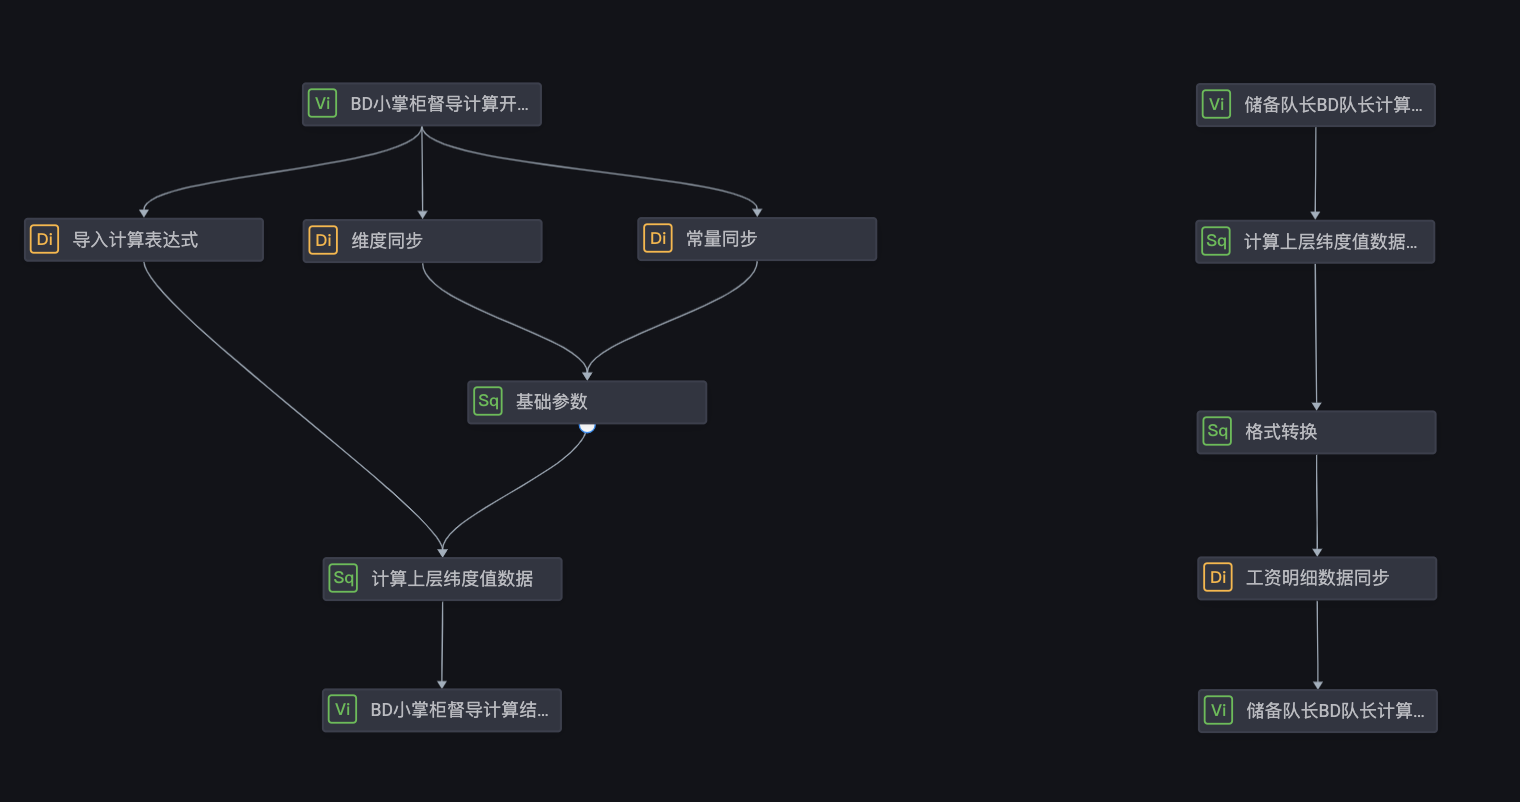 Vi BD小掌柜督导计算开...
Vi 储备队长BD队长计算...
Di 导入计算表达式
Di 维度同步
Di 常量同步
Sq 计算上层纬度值数据...
Sq 基础参数
Sq 格式转换
Sq 计算上层纬度值数据
Di 工资明细数据同步
Vi BD小掌柜督导计算结...
Vi 储备队长BD队长计算...